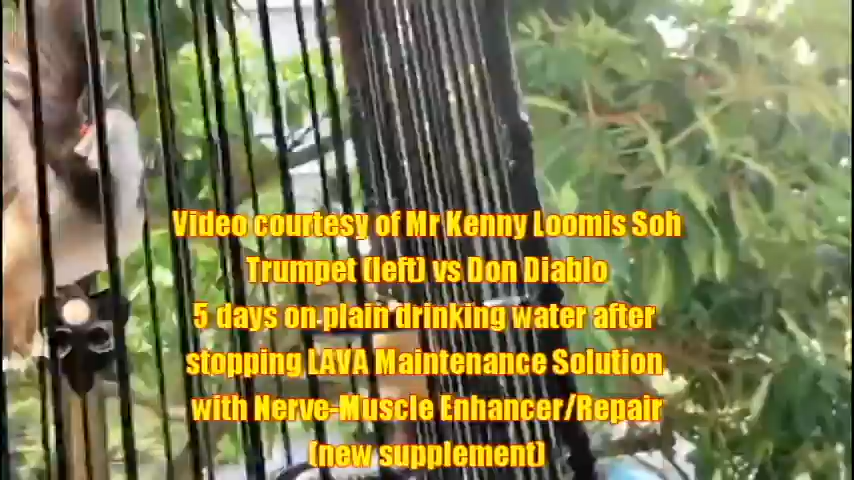 Video courtesy of Mr Kenny Loomis Soh
Trumpet (left) vs Don Diablo
5 days on plain drinking water after
stopping LAVA Maintenance Solution
with Nerve-Muscle Enhancer/Repair
(new supplement)